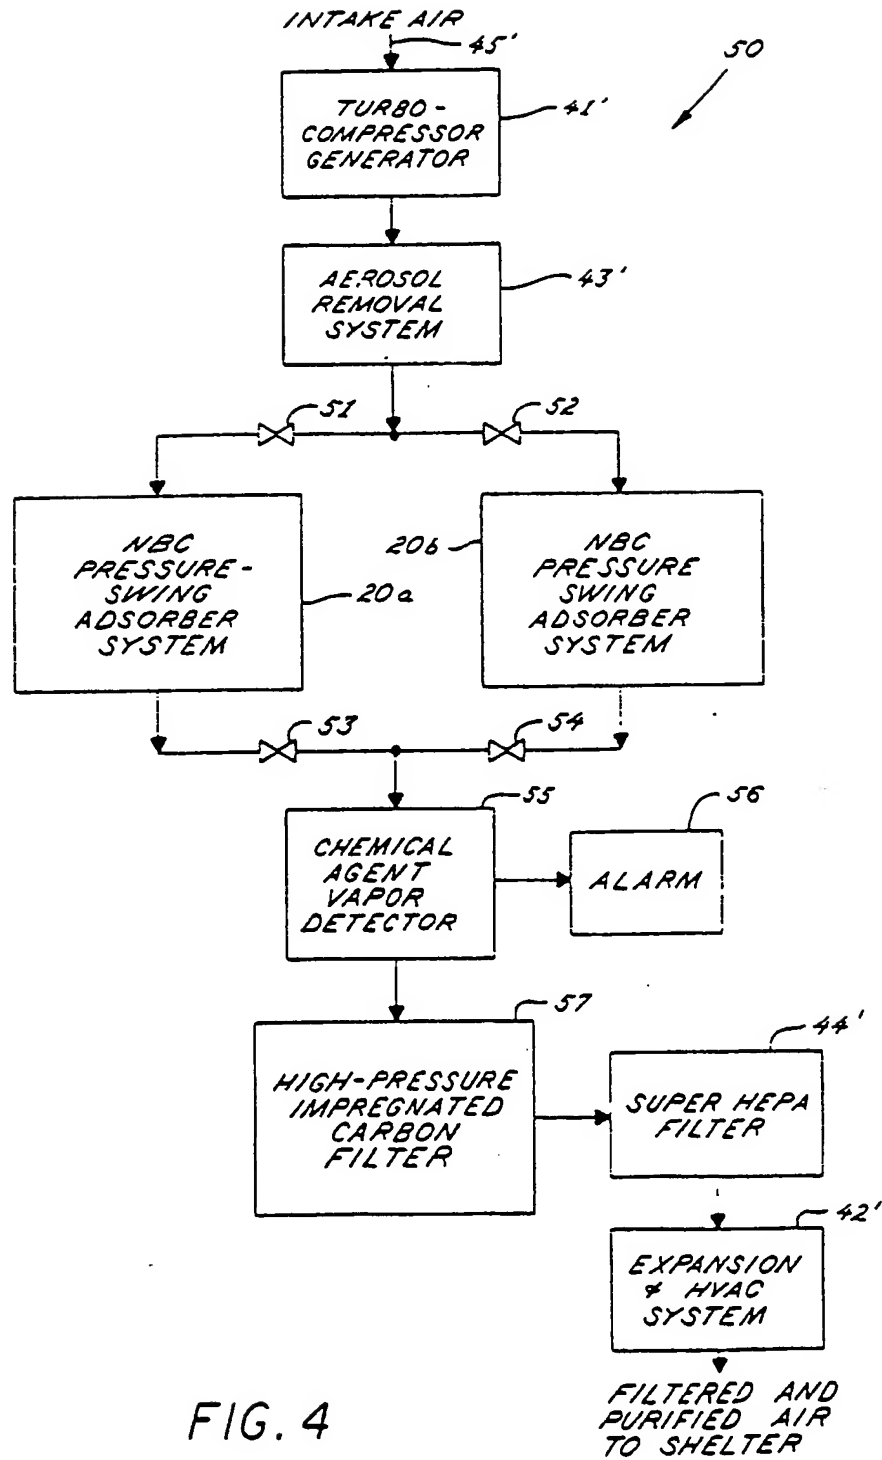 INTAKE AIR
45'
50
TURBO-
COMPRESSOR
GENERATOR
41'
AEROSOL
REMOVAL
SYSTEM
43'
51
52
NBC
PRESSURE-
SWING
ADSORBER
SYSTEM
20a
20b
NBC
PRESSURE
SWING
ADSORBER
SYSTEM
53
54
55
56
CHEMICAL
AGENT
VAPOR
DETECTOR
ALARM
57
44'
HIGH-PRESSURE
IMPREGNATED
CARBON
FILTER
SUPER HEPA
FILTER
42'
EXPANSION
& HVAC
SYSTEM
FILTERED AND
PURIFIED AIR
TO SHELTER
FIG. 4